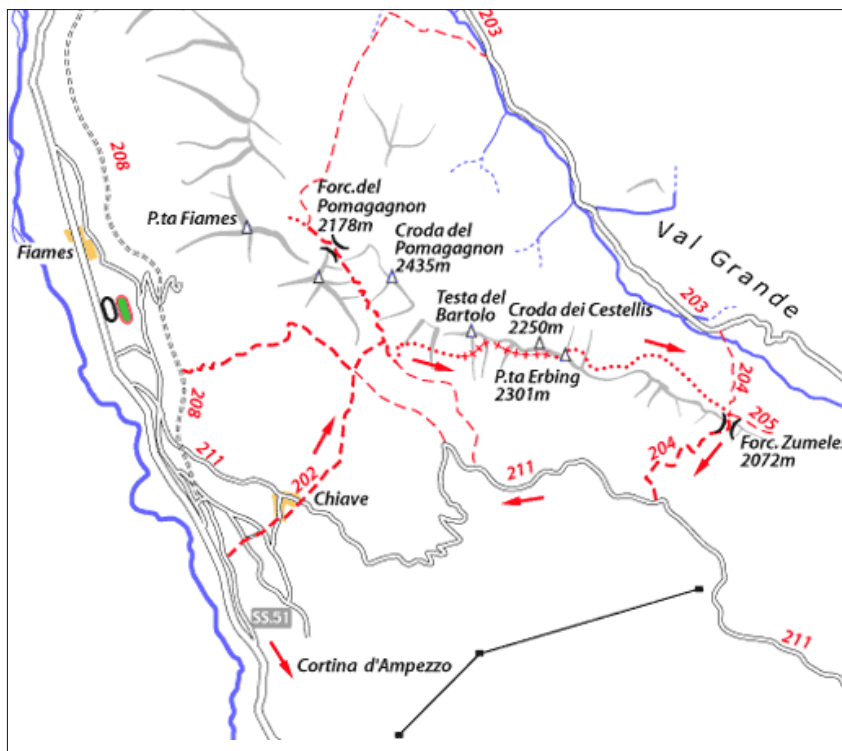 203
208
Forc.del
Pomagagnon
2178m
P.ta Fiames
Croda del
Pomagagnon
2435m
Fiames
Val Grande
203
Testa del
Bartolo
Croda dei Cestellis
2250m
P.ta Erbing
2301m
204
205
Forc. Zumeles
2072m
208
204
211
211
202
Chiave
SS.51
211
Cortina d'Ampezzo